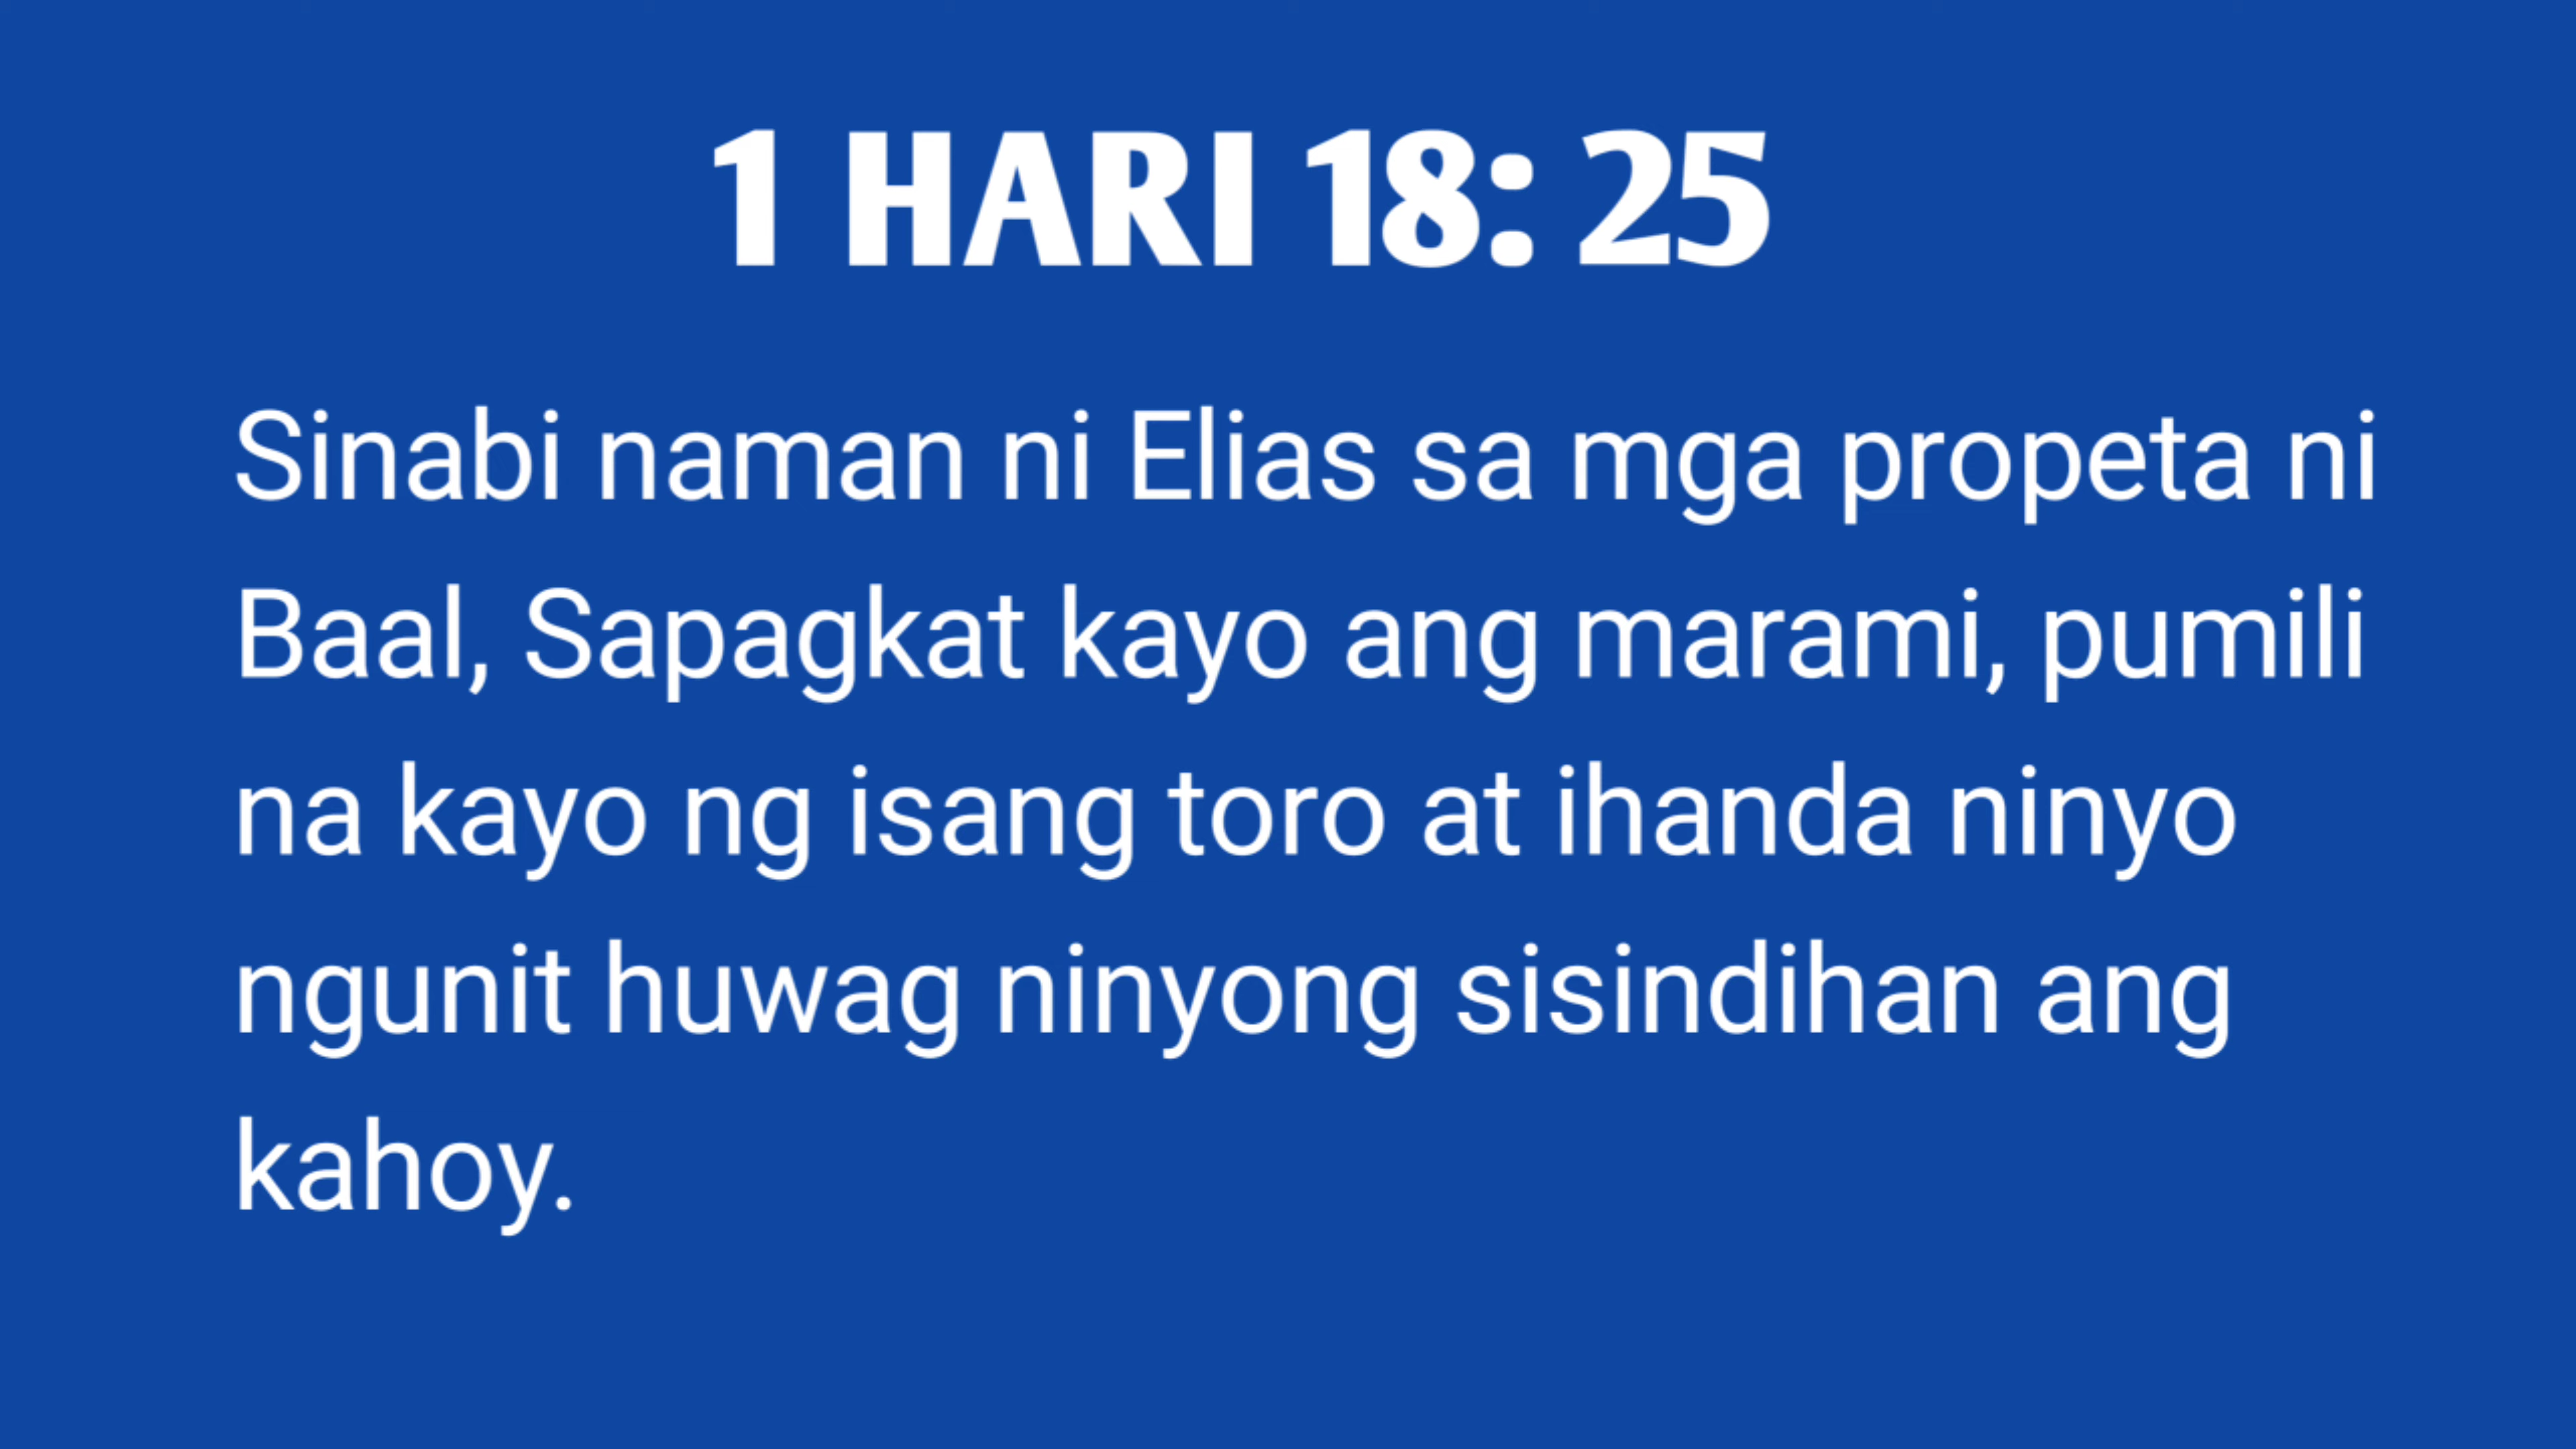 1 HARI 18: 25
Sinabi naman ni Elias sa mga propeta ni
Baal, Sapagkat kayo ang marami, pumili
na kayo ng isang toro at ihanda ninyo
ngunit huwag ninyong sisindihan ang
kahoy.